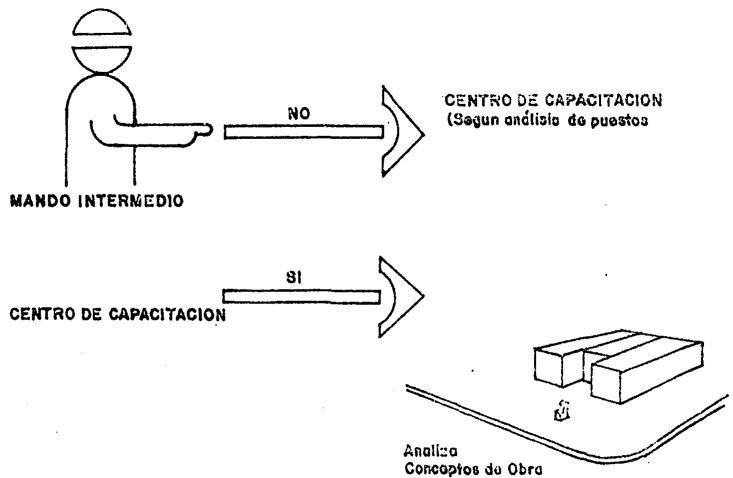 NO
CENTRO DE CAPACITACION
(Segun análisis de puestos
MANDO INTERMEDIO
SI
CENTRO DE CAPACITACION
Analiza
Conceptos de Obra